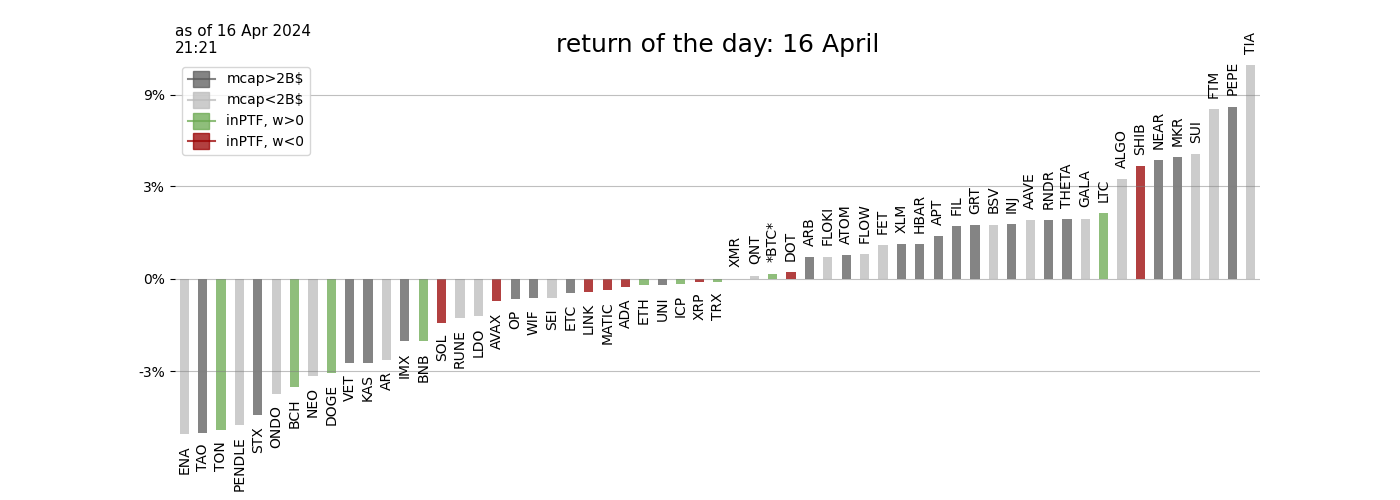 as of 16 Apr 2024
21:21
return of the day: 16 April
mcap>2B$
mcap<2B$
inPTF, w>0
inPTF, w<0
9%
3%
0%
-3%
ENA
TAO
TON
PENDLE
STX
ONDO
BCH
NEO
DOGE
VET
KAS
AR
IMX
BNB
SOL
RUNE
LDO
AVAX
OP
WIF
SEI
ETC
LINK
MATIC
ADA
ETH
UNI
ICP
XRP
TRX
XMR
QNT
*BTC*
DOT
ARB
FLOKI
ATOM
FLOW
FET
XLM
HBAR
APT
FIL
GRT
BSV
INJ
AAVE
RNDR
THETA
GALA
LTC
ALGO
SHIB
NEAR
MKR
SUI
FTM
PEPE
TIA